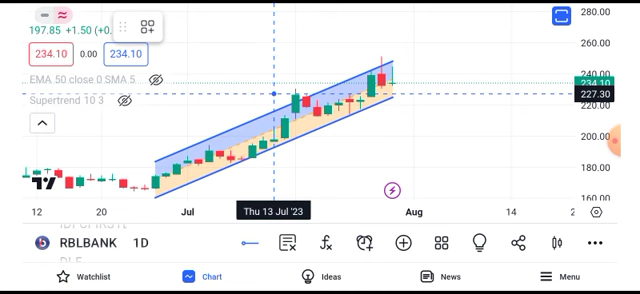 280.00
197.85 +1.50 (+0.
260.00
234.10 0.00 234.10
240.00
EMA 50 close 0 SMA 5
234.10
227.30
Supertrend 10 3
220.00
200.00
180.00
160.00
12 20 Jul Thu 13 Jul '23 Aug 14 2
RBLBANK 1D
Watchlist Chart Ideas News Menu